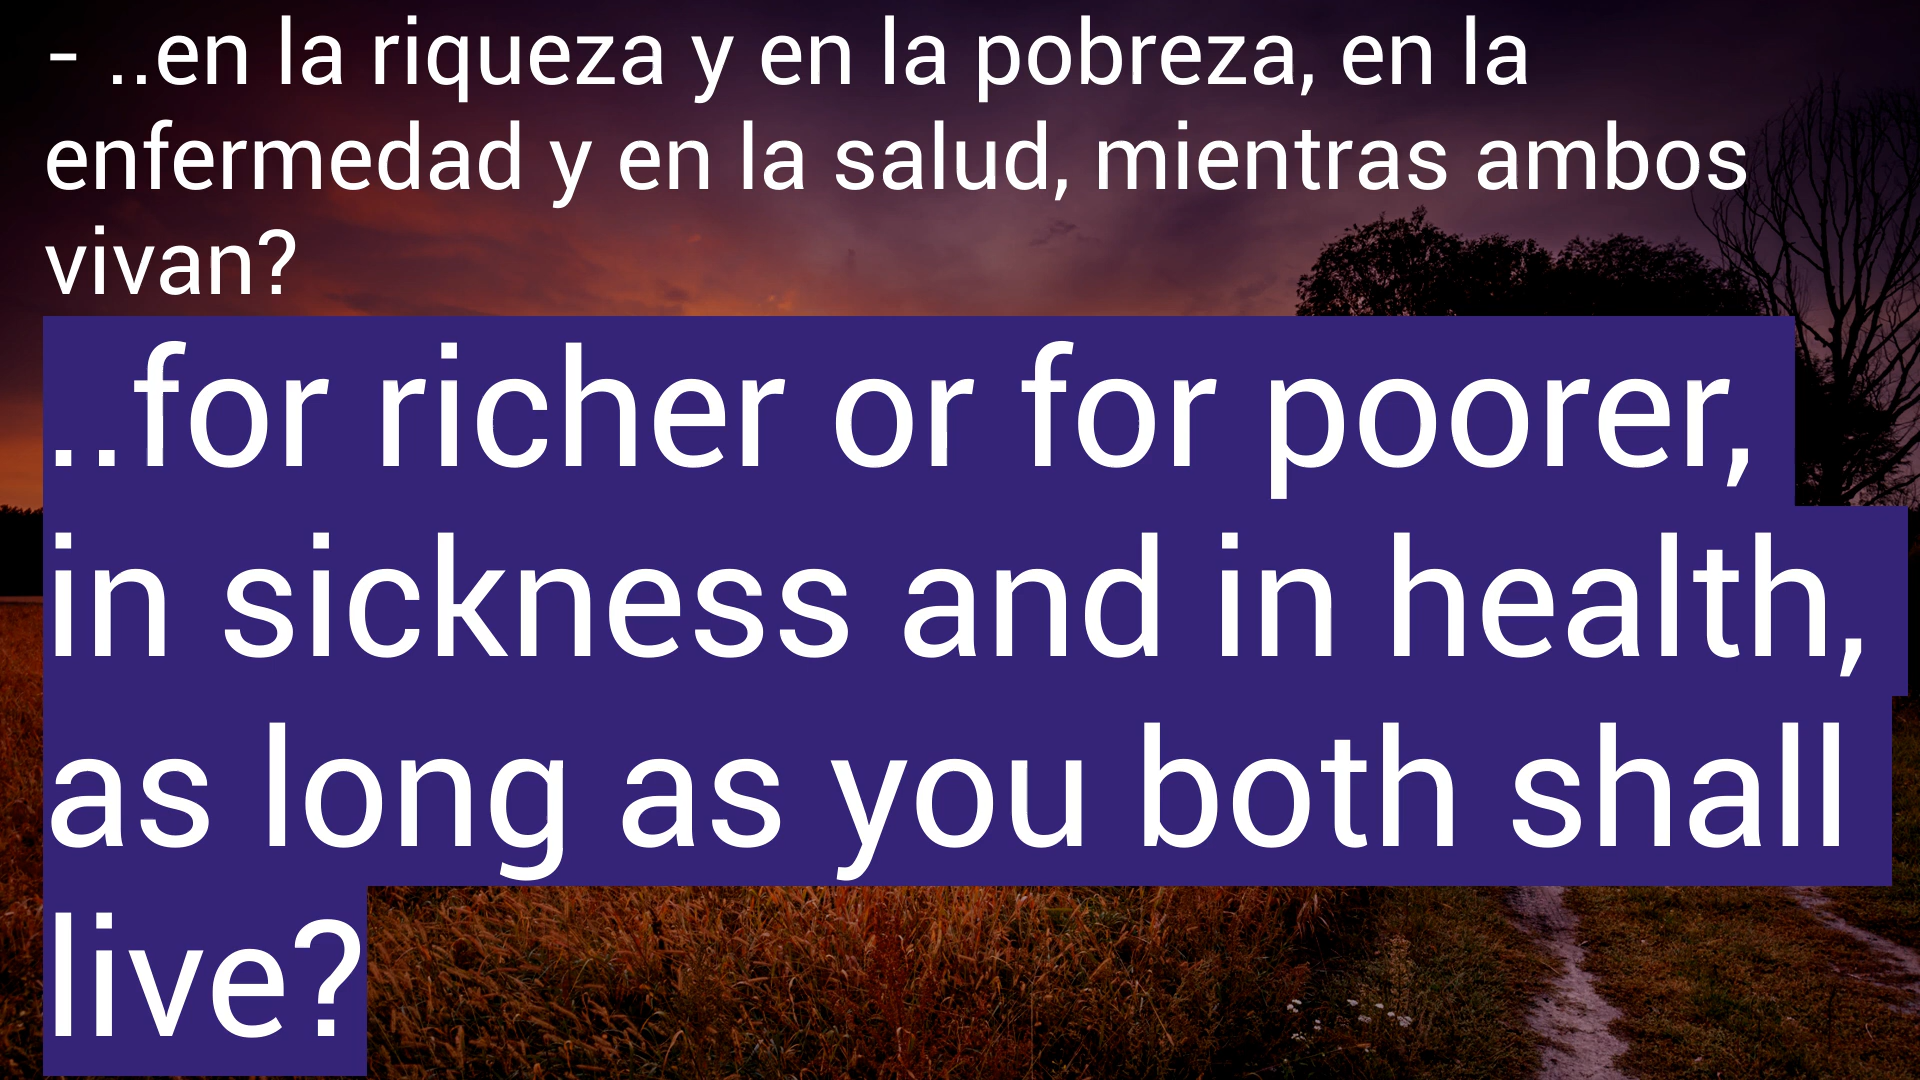 - ..en la riqueza y en la pobreza, en la
enfermedad y en la salud, mientras ambos
vivan?
..for richer or for poorer,
in sickness and in health,
as long as you both shall
live?